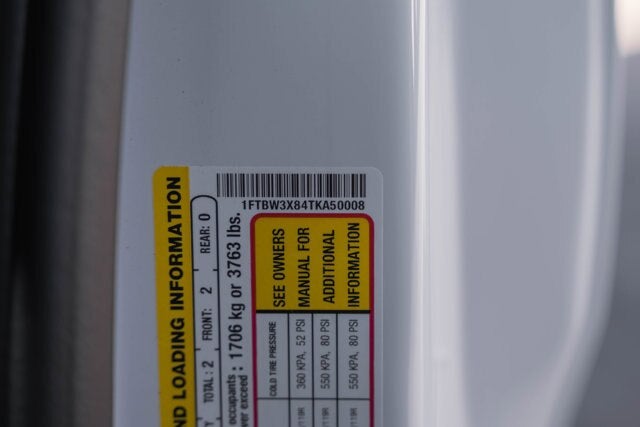 1FTBW3X84TKA50008
ND LOADING INFORMATION
TOTAL: 2 FRONT: 2 REAR: 0
occupants
ver exceed : 1706 kg or 3763 lbs.
SEE OWNERS
MANUAL FOR
ADDITIONAL
INFORMATION
COLD TIRE PRESSURE
360 KPA, 52 PSI
550 KPA, 80 PSI
550 KPA, 80 PSI